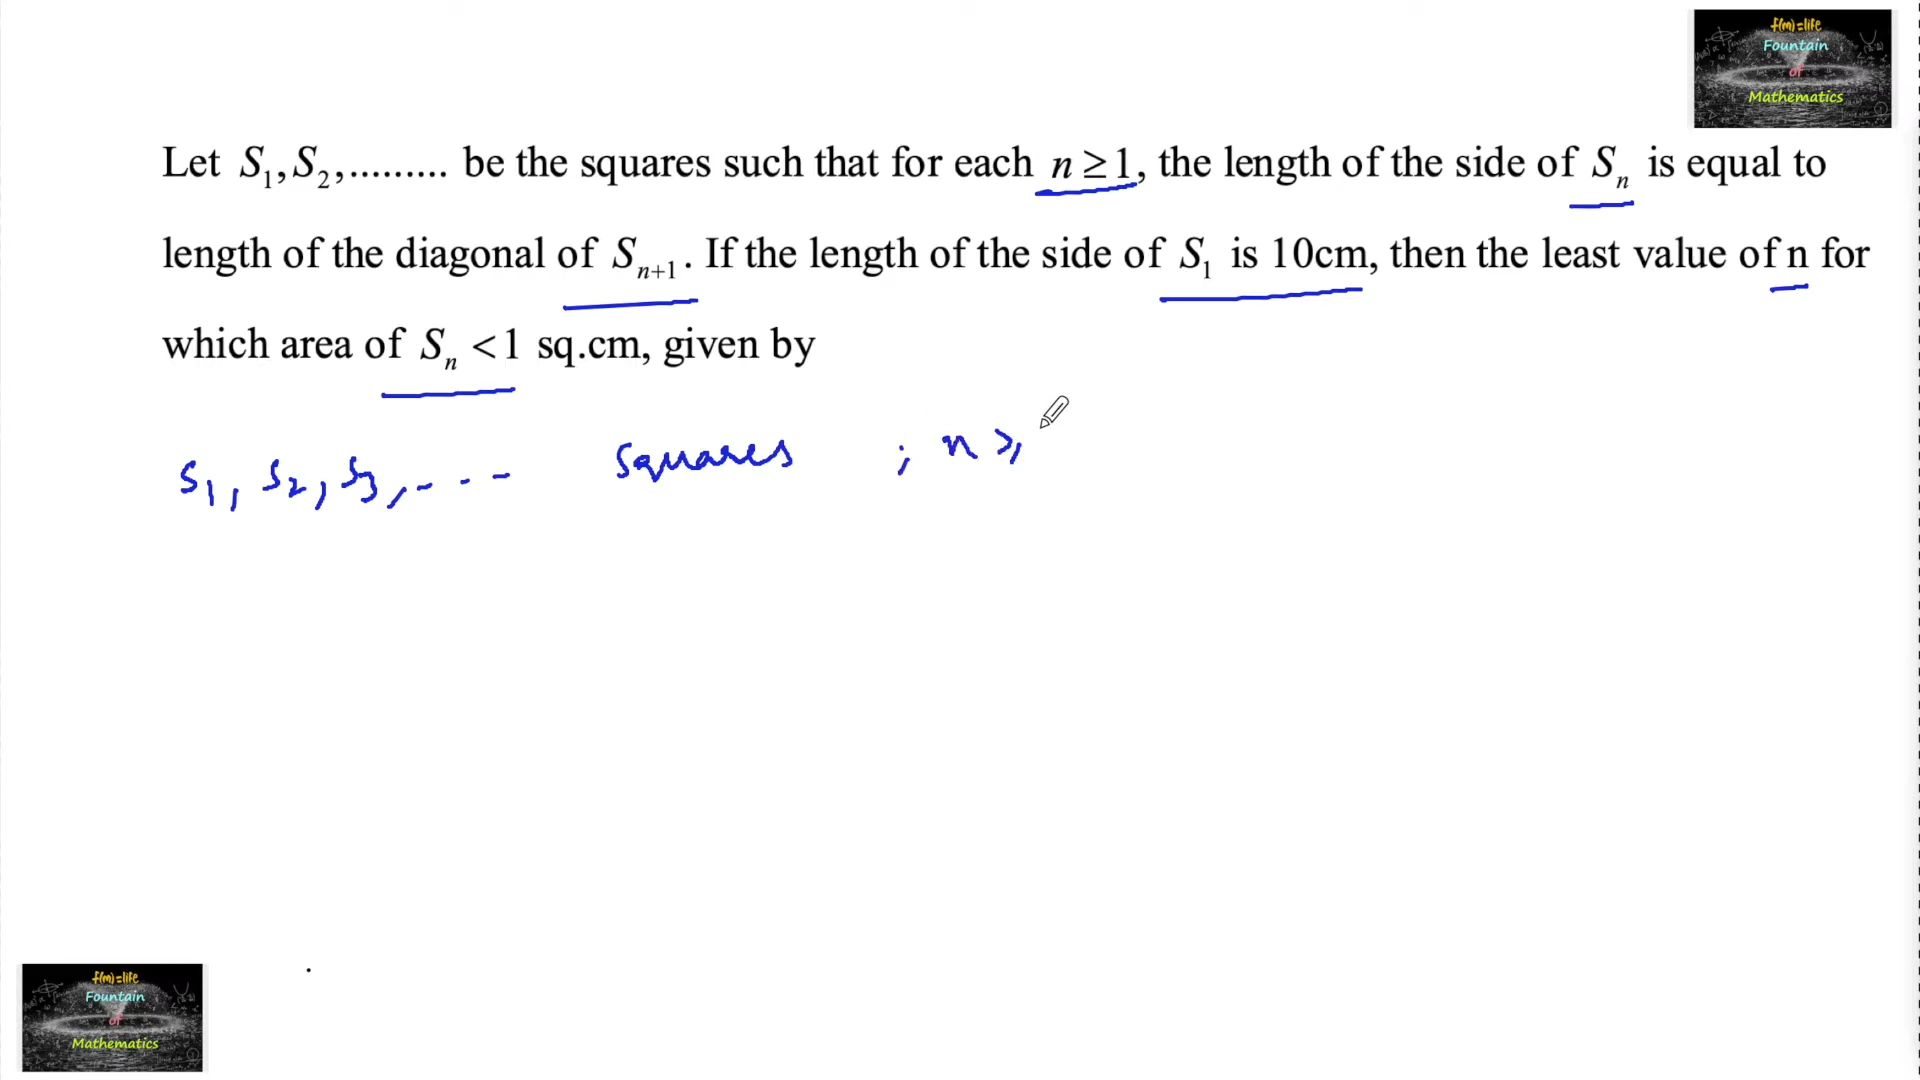 f(m)=life
Fountain
of
Mathematics
Let S₁,S₂,......... be the squares such that for each n ≥ 1, the length of the side of Sₙ is equal to
length of the diagonal of Sₙ₊₁. If the length of the side of S₁ is 10cm, then the least value of n for
which area of Sₙ < 1 sq.cm, given by
S₁, S₂, S₃, - - - squares ; n ≥
f(m)=life
Fountain
of
Mathematics